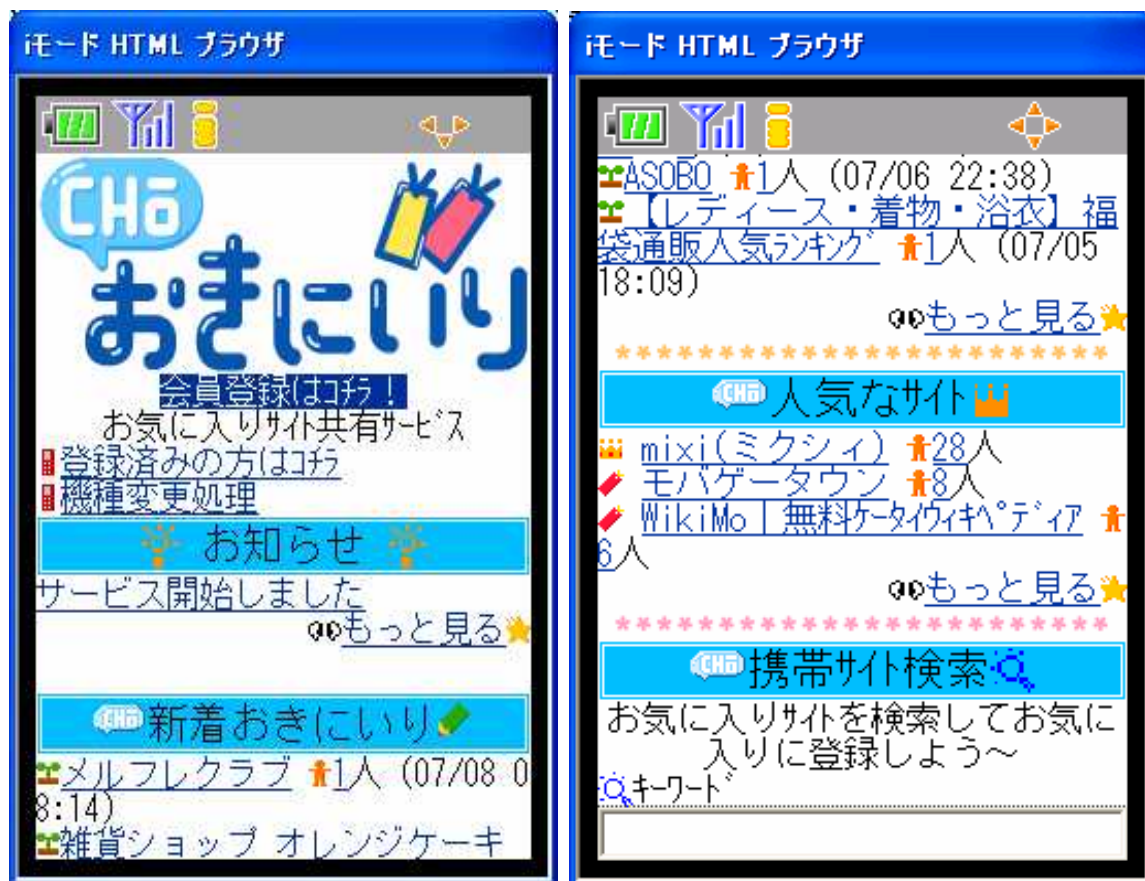 iモード HTML ブラウザ
CHO
おきにいり
会員登録はｺﾁﾗ!
お気に入りｻｲﾄ共有ｻｰﾋﾞｽ
登録済みの方はｺﾁﾗ
機種変更処理
お知らせ
サービス開始しました
もっと見る
CHO新着おきにいり
メルフレクラブ 1人 (07/08 0
8:14)
雑貨ショップ オレンジケーキ
iモード HTML ブラウザ
ASOBO 1人 (07/06 22:38)
【レディース・着物・浴衣】福
袋通販人気ﾗﾝｷﾝｸﾞ 1人 (07/05
18:09)
もっと見る
********************
CHO人気なｻｲﾄ
mixi(ミクシィ) 28人
モバゲータウン 8人
WikiMo｜無料ｹｰﾀｲｳｨｷﾍﾟﾃﾞｨｱ
6人
もっと見る
********************
CHO携帯ｻｲﾄ検索
お気に入りｻｲﾄを検索してお気に
入りに登録しよう～
ｷｰﾜｰﾄﾞ